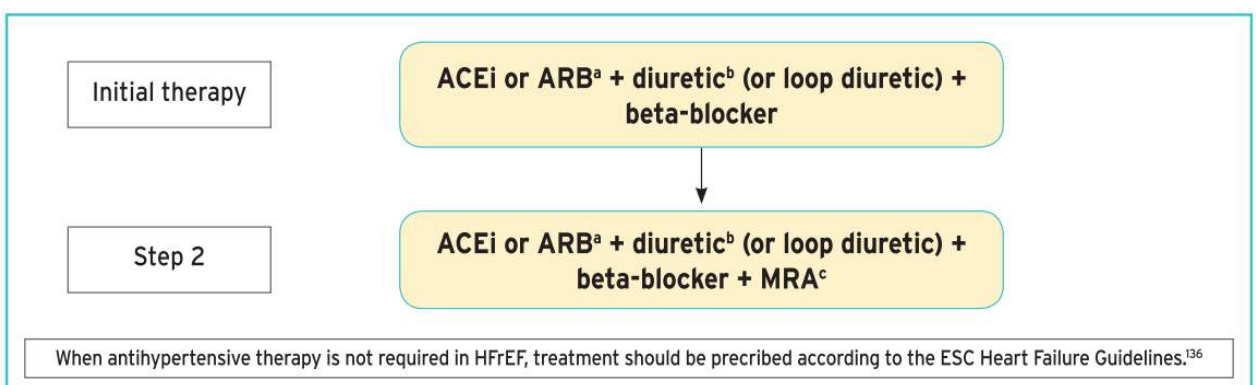 Initial therapy
ACEi or ARBᵃ + diureticᵇ (or loop diuretic) +
beta-blocker
Step 2
ACEi or ARBᵃ + diureticᵇ (or loop diuretic) +
beta-blocker + MRAᶜ
When antihypertensive therapy is not required in HFrEF, treatment should be precribed according to the ESC Heart Failure Guidelines.¹³⁶